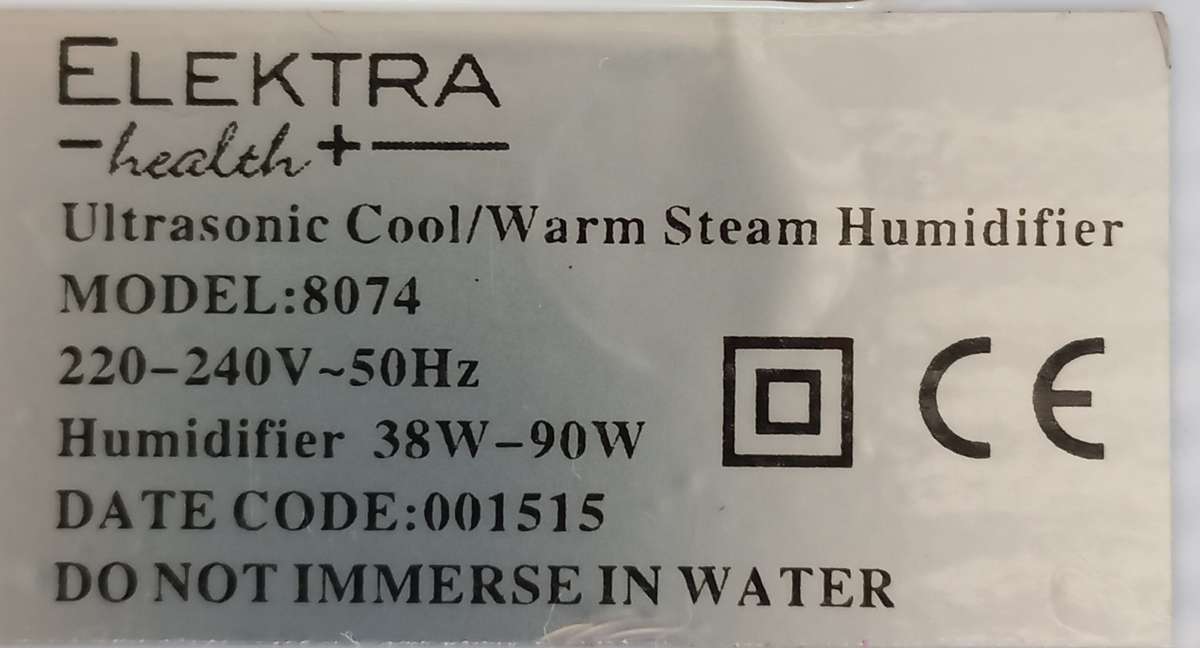 ELEKTRA
health+
Ultrasonic Cool/Warm Steam Humidifier
MODEL:8074
220-240V~50Hz
Humidifier 38W-90W
CE
DATE CODE:001515
DO NOT IMMERSE IN WATER